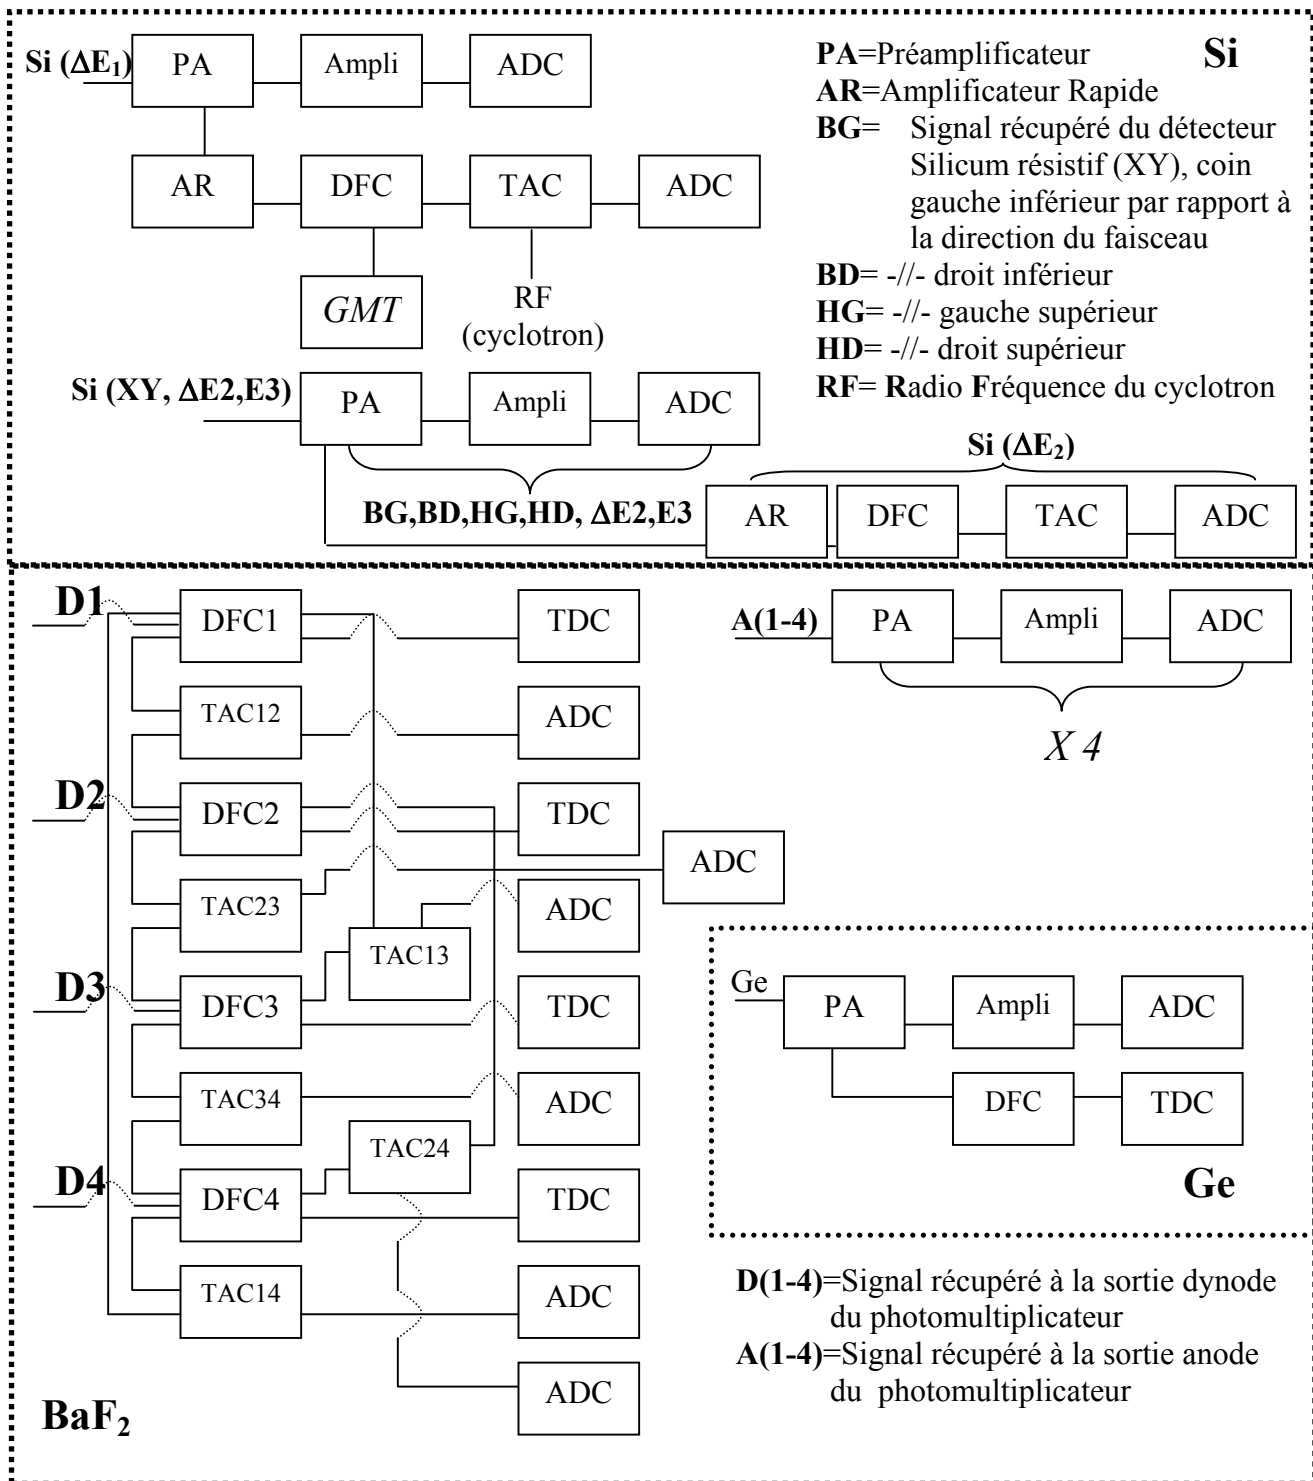 Si (ΔE₁)
PA
Ampli
ADC
AR
DFC
TAC
ADC
GMT
RF
(cyclotron)
Si
PA=Préamplificateur
AR=Amplificateur Rapide
BG= Signal récupéré du détecteur
Silicum résistif (XY), coin
gauche inférieur par rapport à
la direction du faisceau
BD= -//- droit inférieur
HG= -//- gauche supérieur
HD= -//- droit supérieur
RF= Radio Fréquence du cyclotron
Si (XY, ΔE2,E3)
PA
Ampli
ADC
BG,BD,HG,HD, ΔE2,E3
Si (ΔE₂)
AR
DFC
TAC
ADC
D1
DFC1
TDC
TAC12
ADC
D2
DFC2
TDC
ADC
TAC23
ADC
TAC13
D3
DFC3
TDC
TAC34
ADC
TAC24
D4
DFC4
TDC
TAC14
ADC
ADC
BaF₂
A(1-4)
PA
Ampli
ADC
X 4
Ge
PA
Ampli
ADC
DFC
TDC
Ge
D(1-4)=Signal récupéré à la sortie dynode
du photomultiplicateur
A(1-4)=Signal récupéré à la sortie anode
du photomultiplicateur